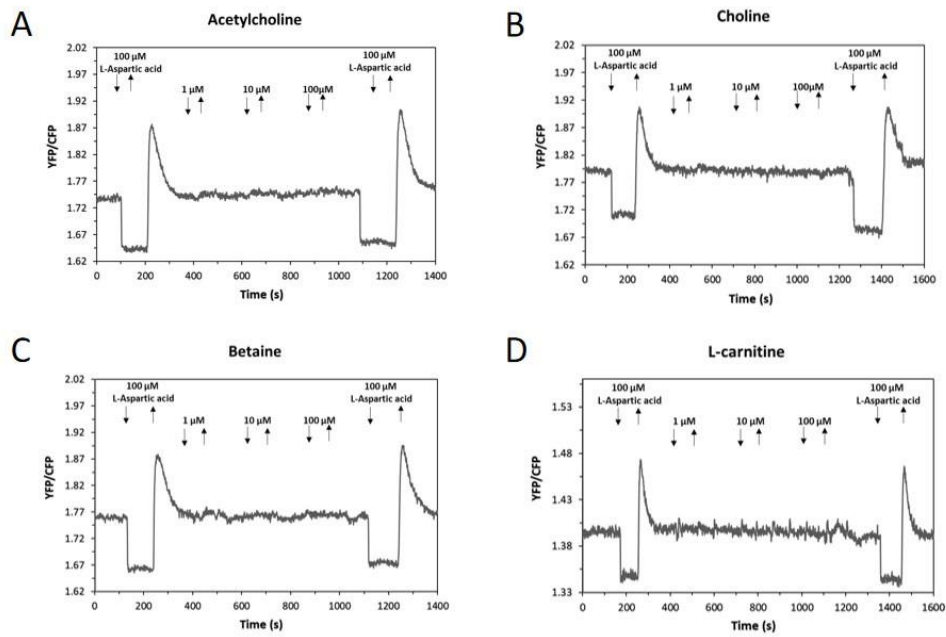 A
Acetylcholine
100 µM
L-Aspartic acid
100 µM
L-Aspartic acid
1 µM
10 µM
100µM
YFP/CFP
2.02
1.97
1.92
1.87
1.82
1.77
1.72
1.67
1.62
0
200
400
600
800
1000
1200
1400
Time (s)
B
Choline
100 µM
L-Aspartic acid
100 µM
L-Aspartic acid
1 µM
10 µM
100µM
YFP/CFP
2.02
1.97
1.92
1.87
1.82
1.77
1.72
1.67
1.62
0
200
400
600
800
1000
1200
1400
1600
Time (s)
C
Betaine
100 µM
L-Aspartic acid
100 µM
L-Aspartic acid
1 µM
10 µM
100 µM
YFP/CFP
2.02
1.97
1.92
1.87
1.82
1.77
1.72
1.67
1.62
0
200
400
600
800
1000
1200
1400
Time (s)
D
L-carnitine
100 µM
L-Aspartic acid
100 µM
L-Aspartic acid
1 µM
10 µM
100 µM
YFP/CFP
1.53
1.48
1.43
1.38
1.33
0
200
400
600
800
1000
1200
1400
1600
Time (s)